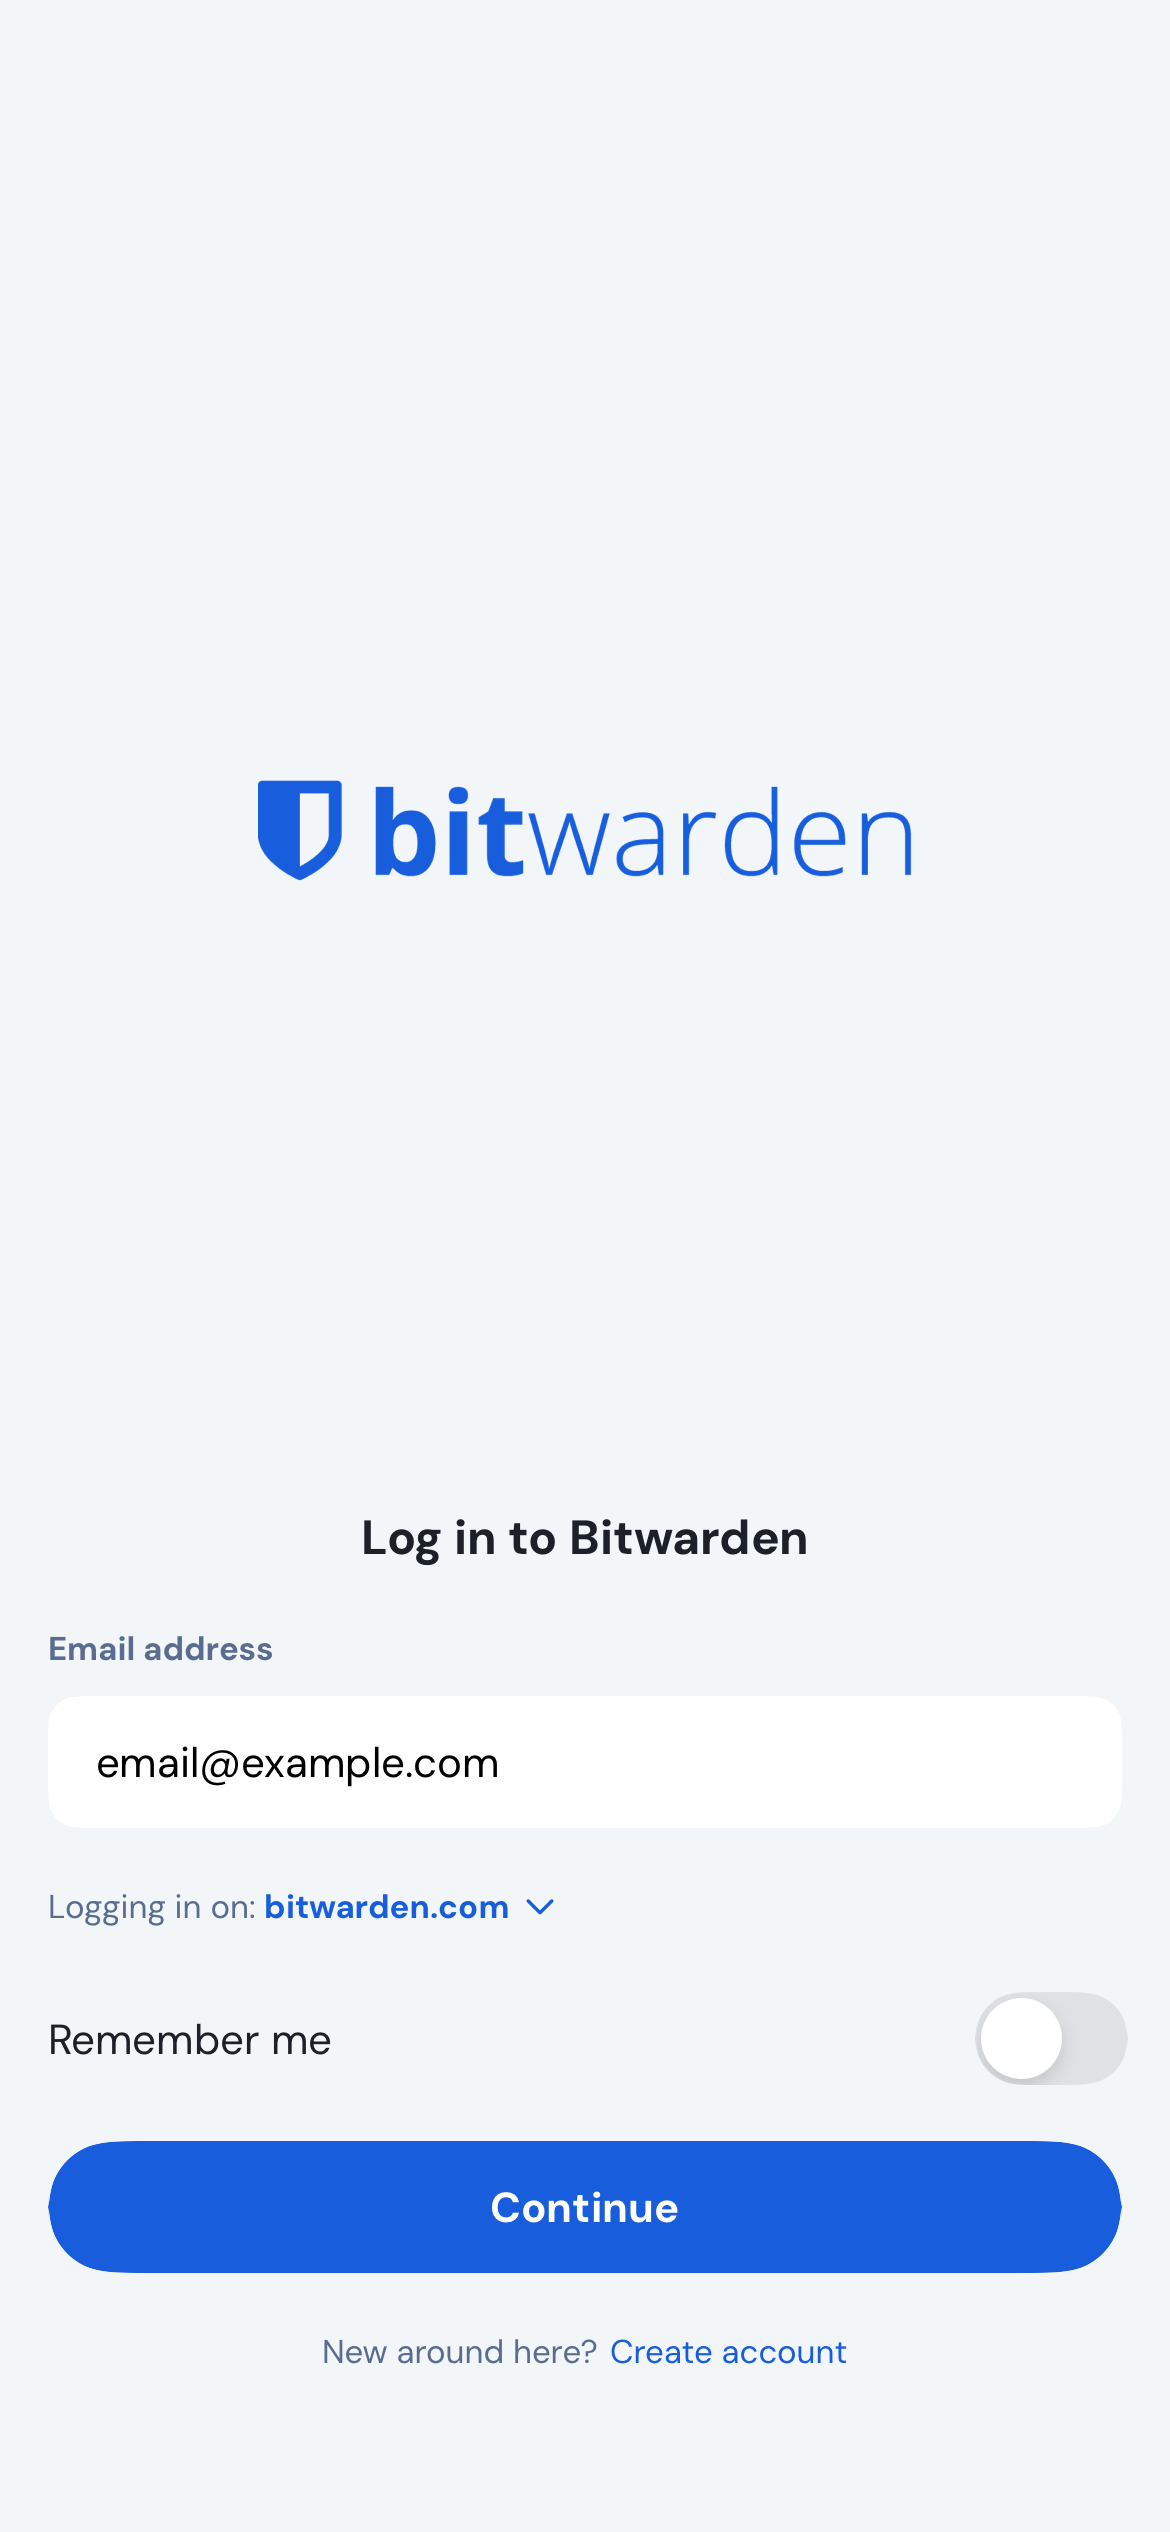 bitwarden
Log in to Bitwarden
Email address
email@example.com
Logging in on: bitwarden.com
Remember me
Continue
New around here? Create account